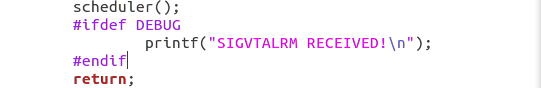 scheduler();
#ifdef DEBUG
printf("SIGVTALRM RECEIVED!\n");
#endif
return;